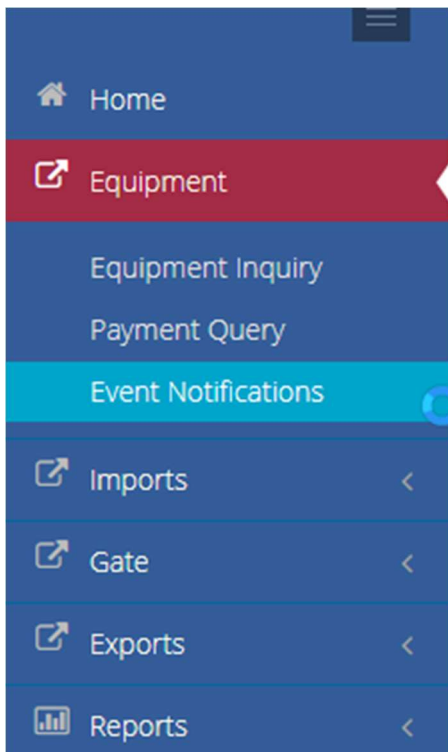 Home
Equipment
Equipment Inquiry
Payment Query
Event Notifications
Imports
Gate
Exports
Reports